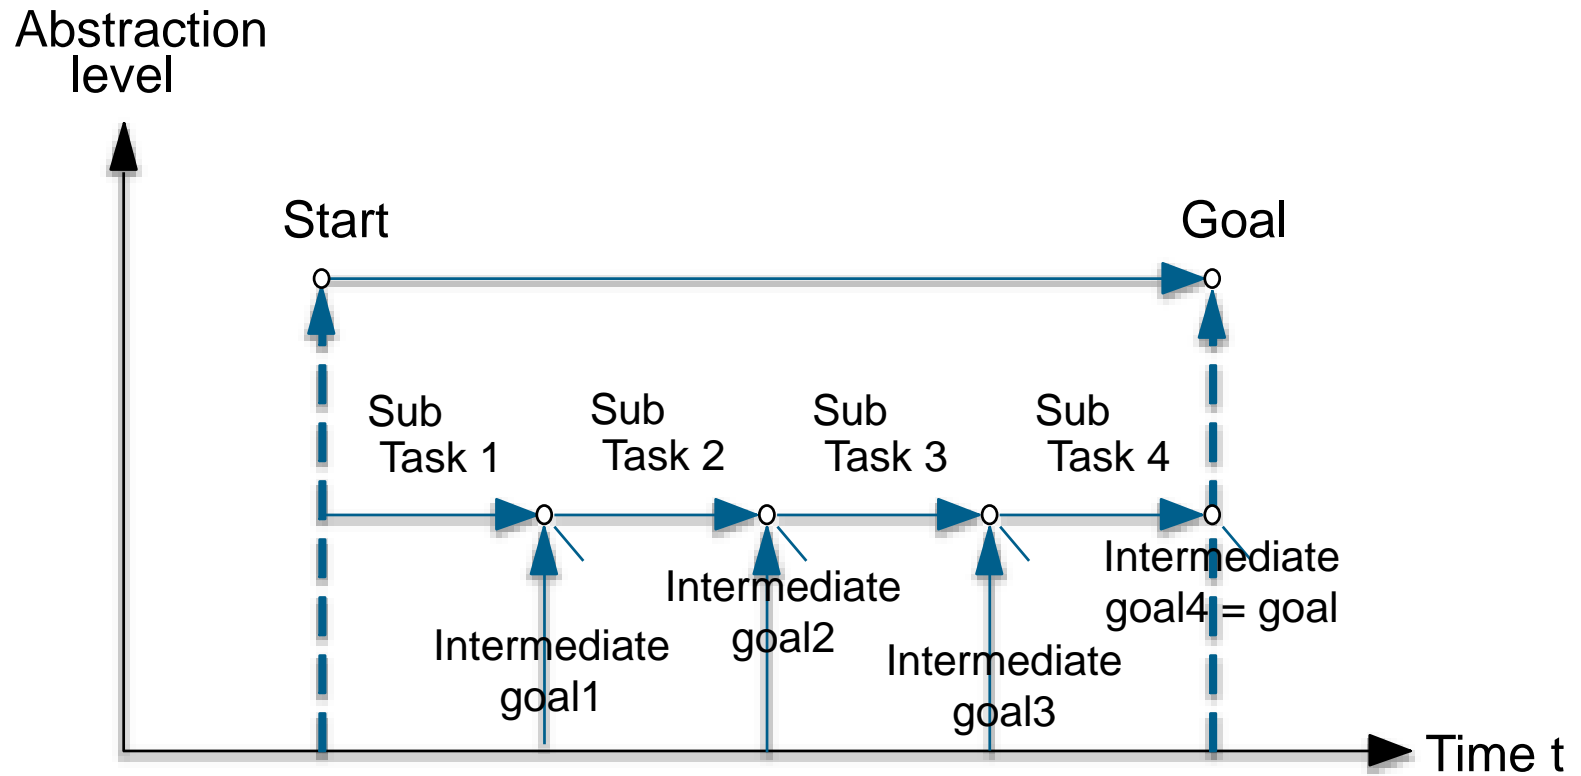 Abstraction
level
Start
Goal
Sub
Task 1
Sub
Task 2
Sub
Task 3
Sub
Task 4
Intermediate
goal1
Intermediate
goal2
Intermediate
goal3
Intermediate
goal4 = goal
Time t